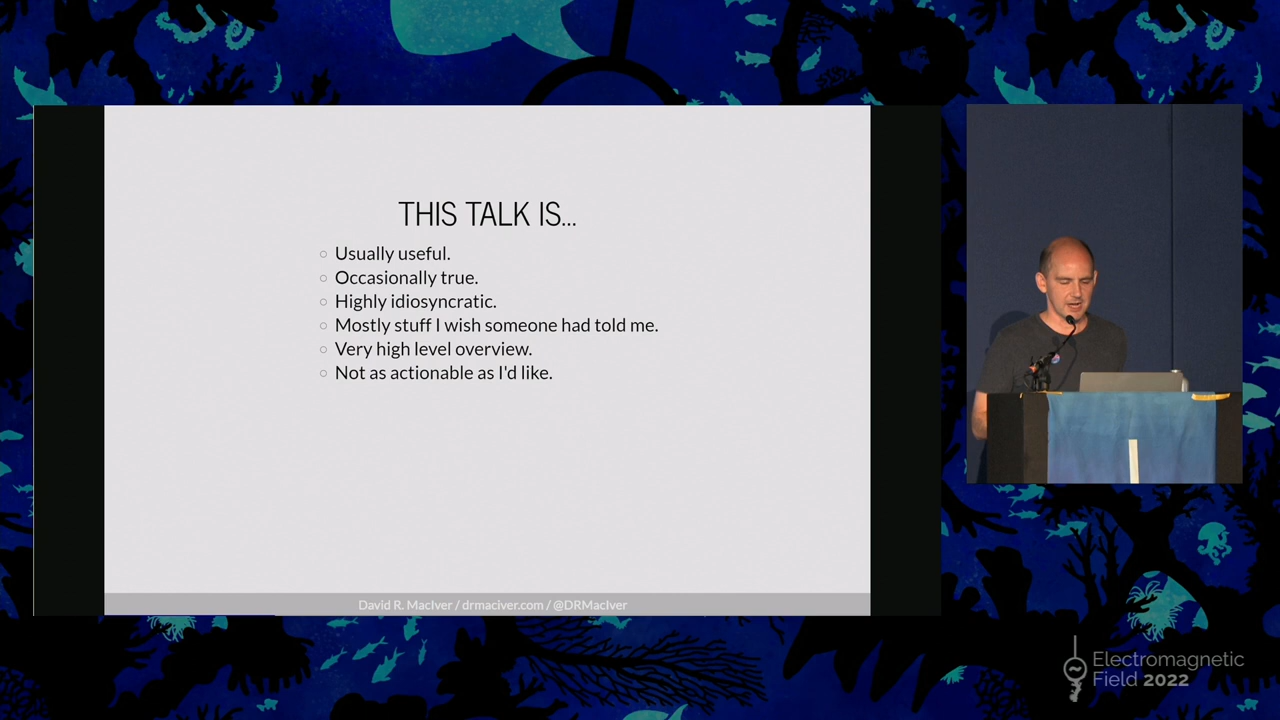 THIS TALK IS...
Usually useful.
Occasionally true.
Highly idiosyncratic.
Mostly stuff I wish someone had told me.
Very high level overview.
Not as actionable as I'd like.
David R. MacIver / drmaciver.com / @DRMacIver
Electromagnetic
Field 2022